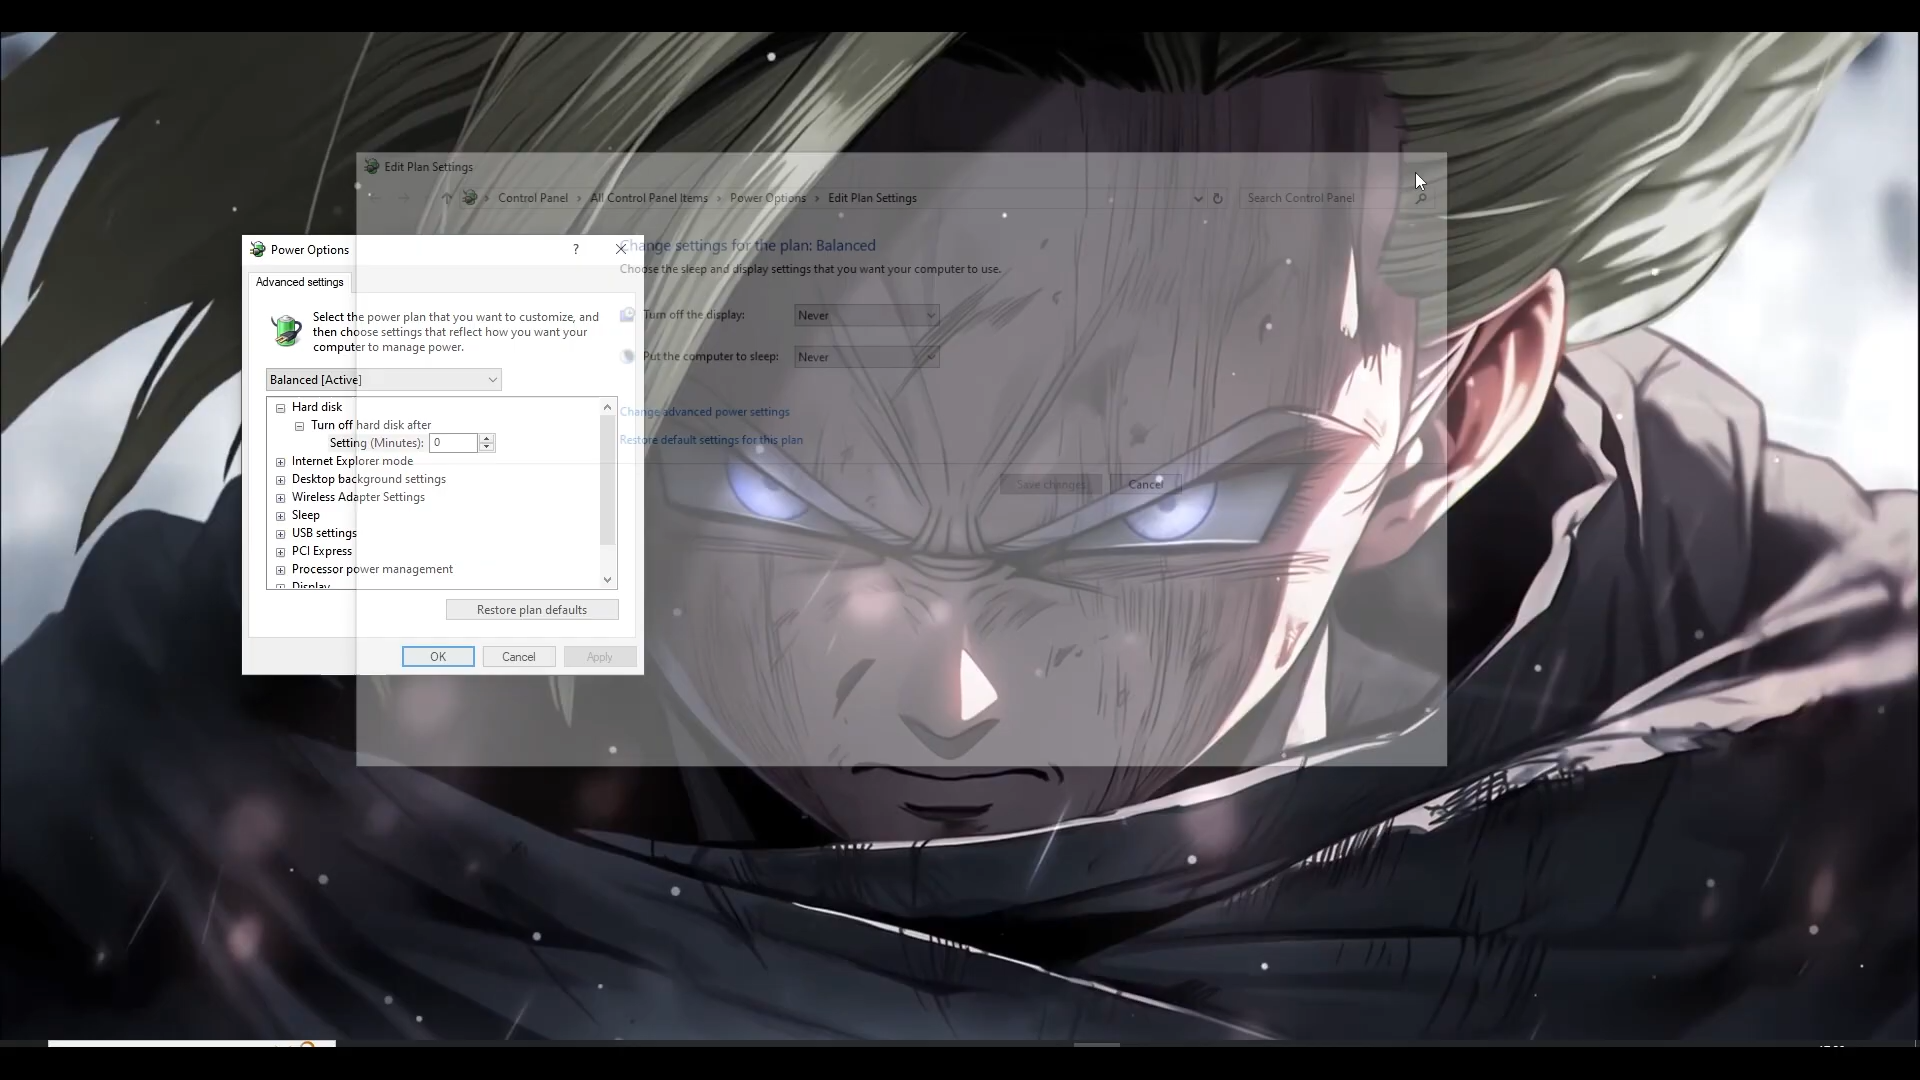 Edit Plan Settings
Control Panel › All Control Panel Items › Power Options › Edit Plan Settings
Search Control Panel
Change settings for the plan: Balanced
Choose the sleep and display settings that you want your computer to use.
Turn off the display: Never
Put the computer to sleep: Never
Change advanced power settings
Restore default settings for this plan
Save changes Cancel
Power Options ?
Advanced settings
Select the power plan that you want to customize, and
then choose settings that reflect how you want your
computer to manage power.
Balanced [Active]
Hard disk
Turn off hard disk after
Setting (Minutes): 0
Internet Explorer mode
Desktop background settings
Wireless Adapter Settings
Sleep
USB settings
PCI Express
Processor power management
Display
Restore plan defaults
OK Cancel Apply